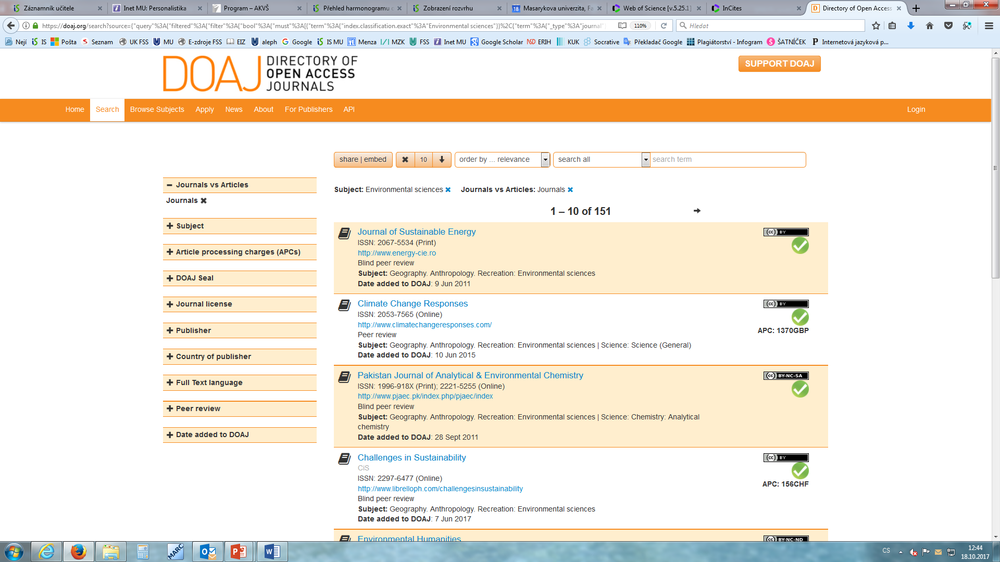 Záznamník učitele
Inet MU: Personalistika
Program – AKVŠ
Přehled harmonogramu
Zobrazení rozvrhu
18 Masarykova univerzita, Fa
Web of Science [v.5.25.1]
InCites
Directory of Open Access
https://doaj.org/search?source={"query"%3A{"filtered"%3A{"filter"%3A{"bool"%3A{"must"%3A[{"term"%3A{"index.classification.exact"%3A"Environmental sciences"}}%2C{"term"%3A{"_type"%3A"journal"
110%
Hledat
Nejí
IS
Pošta
Seznam
UK FSS
MU
E-zdroje FSS
EIZ
aleph
Google
IS MU
Menza
MZK
FSS
Inet MU
Google Scholar
NSD ERIH
KUK
Socrative
Překladač Google
Plagiátorství - Infogram
ŠATNÍČEK
Internetová jazyková p...
DOAJ
DIRECTORY OF
OPEN ACCESS
JOURNALS
SUPPORT DOAJ
Home Search Browse Subjects Apply News About For Publishers API Login
share | embed
10
order by ... relevance
search all
search term
Journals vs Articles
Journals
Subject
Article processing charges (APCs)
DOAJ Seal
Journal license
Publisher
Country of publisher
Full Text language
Peer review
Date added to DOAJ
Subject: Environmental sciences Journals vs Articles: Journals
1 – 10 of 151
Journal of Sustainable Energy
ISSN: 2067-5534 (Print)
http://www.energy-cie.ro
Blind peer review
Subject: Geography. Anthropology. Recreation: Environmental sciences
Date added to DOAJ: 9 Jun 2011
cc BY
Climate Change Responses
ISSN: 2053-7565 (Online)
http://www.climatechangeresponses.com/
Peer review
Subject: Geography. Anthropology. Recreation: Environmental sciences | Science: Science (General)
Date added to DOAJ: 10 Jun 2015
cc BY
APC: 1370GBP
Pakistan Journal of Analytical & Environmental Chemistry
ISSN: 1996-918X (Print); 2221-5255 (Online)
http://www.pjaec.pk/index.php/pjaec/index
Blind peer review
Subject: Geography. Anthropology. Recreation: Environmental sciences | Science: Chemistry: Analytical
chemistry
Date added to DOAJ: 28 Sept 2011
cc BY-NC-SA
Challenges in Sustainability
CiS
ISSN: 2297-6477 (Online)
http://www.librelloph.com/challengesinsustainability
Blind peer review
Subject: Geography. Anthropology. Recreation: Environmental sciences
Date added to DOAJ: 7 Jun 2017
cc BY
APC: 156CHF
Environmental Humanities
cc BY-NC-ND
MARC
CS
12:44
18.10.2017